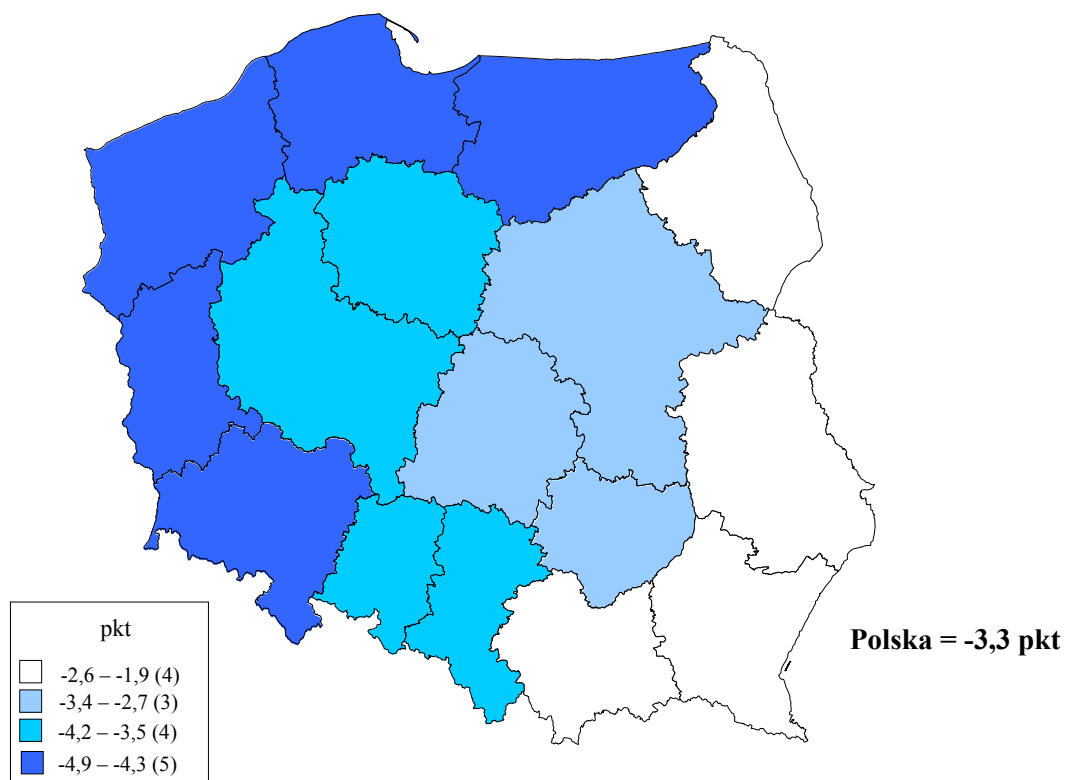 pkt
-2,6 – -1,9 (4)
-3,4 – -2,7 (3)
-4,2 – -3,5 (4)
-4,9 – -4,3 (5)
Polska = -3,3 pkt